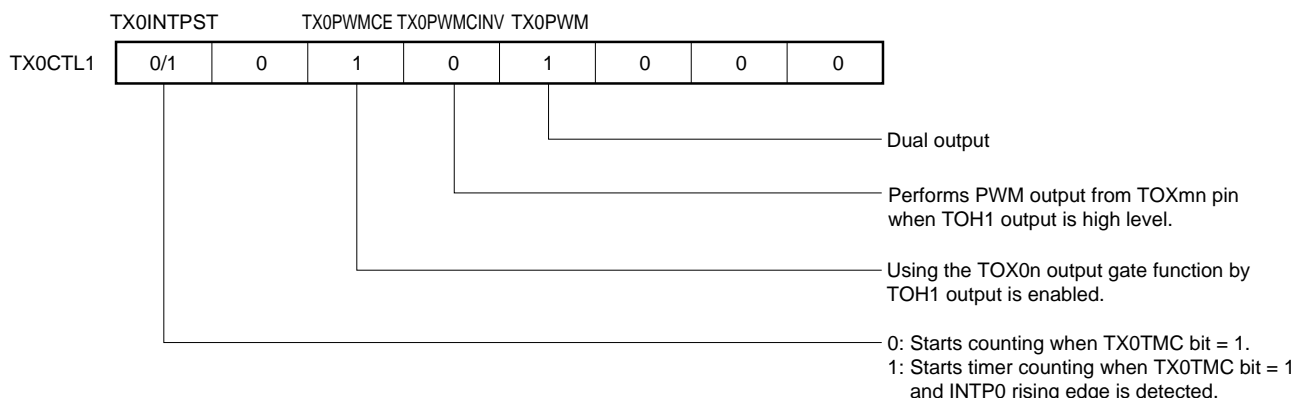 TX0INTPST TX0PWMCE TX0PWMCINV TX0PWM
TX0CTL1 0/1 0 1 0 1 0 0 0
Dual output
Performs PWM output from TOXmn pin
when TOH1 output is high level.
Using the TOX0n output gate function by
TOH1 output is enabled.
0: Starts counting when TX0TMC bit = 1.
1: Starts timer counting when TX0TMC bit = 1
and INTP0 rising edge is detected.